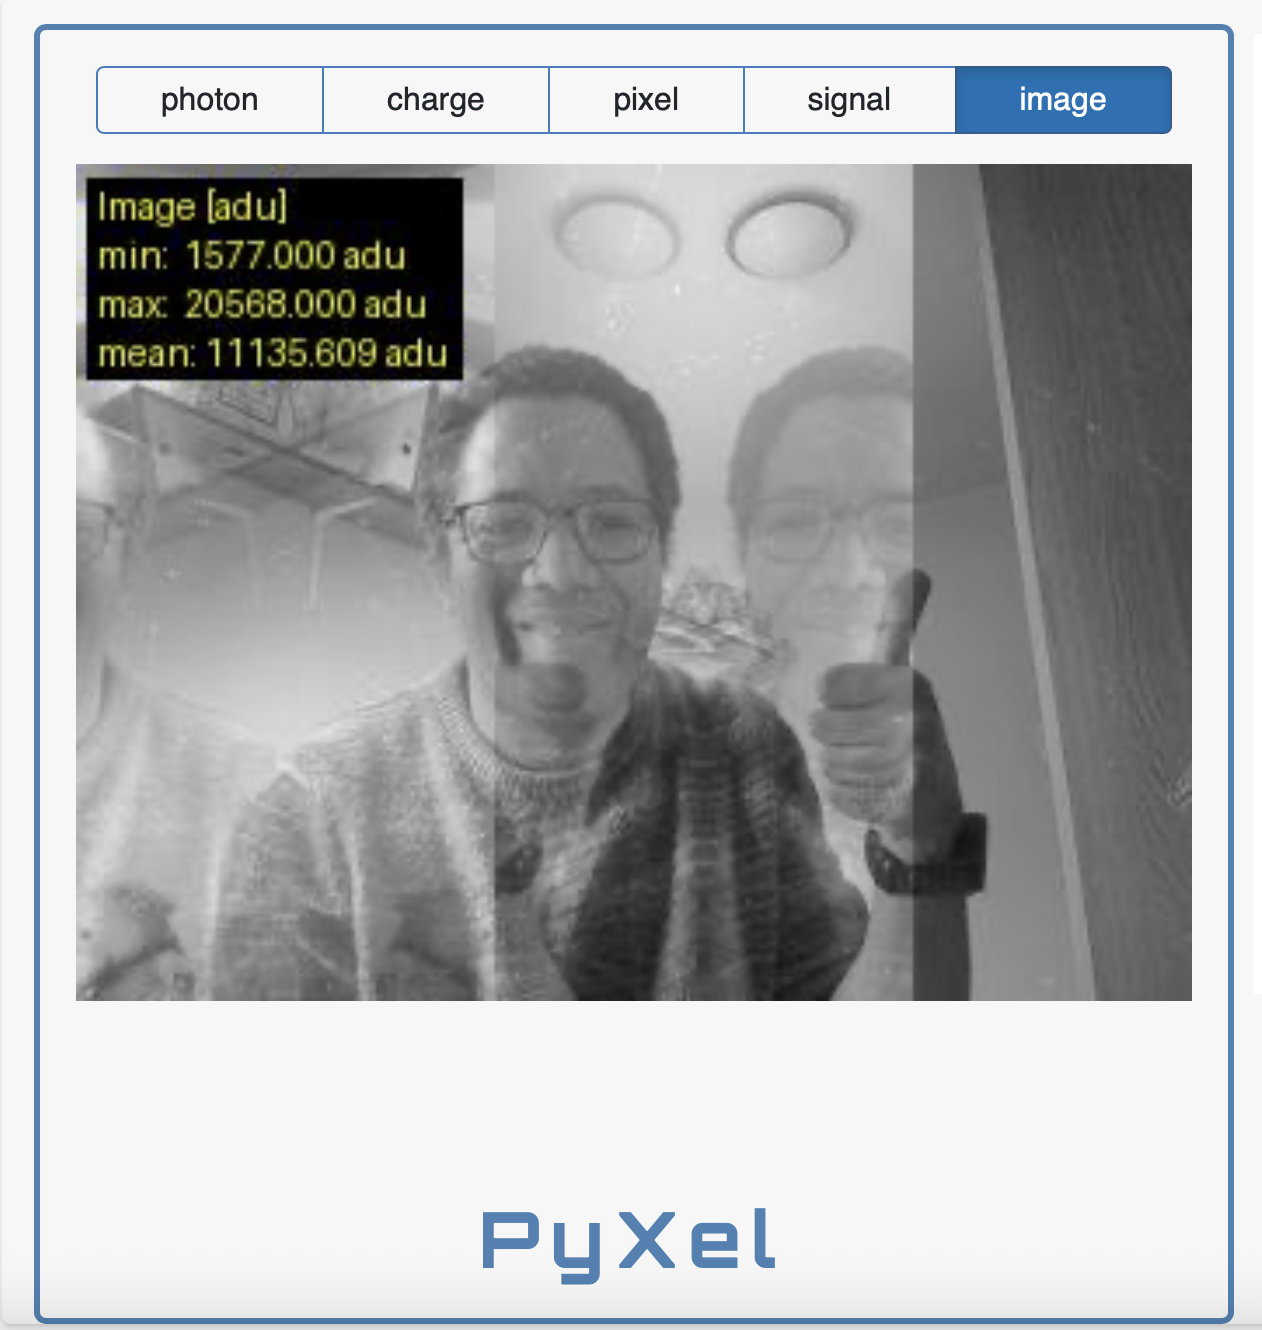 photon charge pixel signal image
Image [adu]
min: 1577.000 adu
max: 20568.000 adu
mean: 11135.609 adu
PyXel